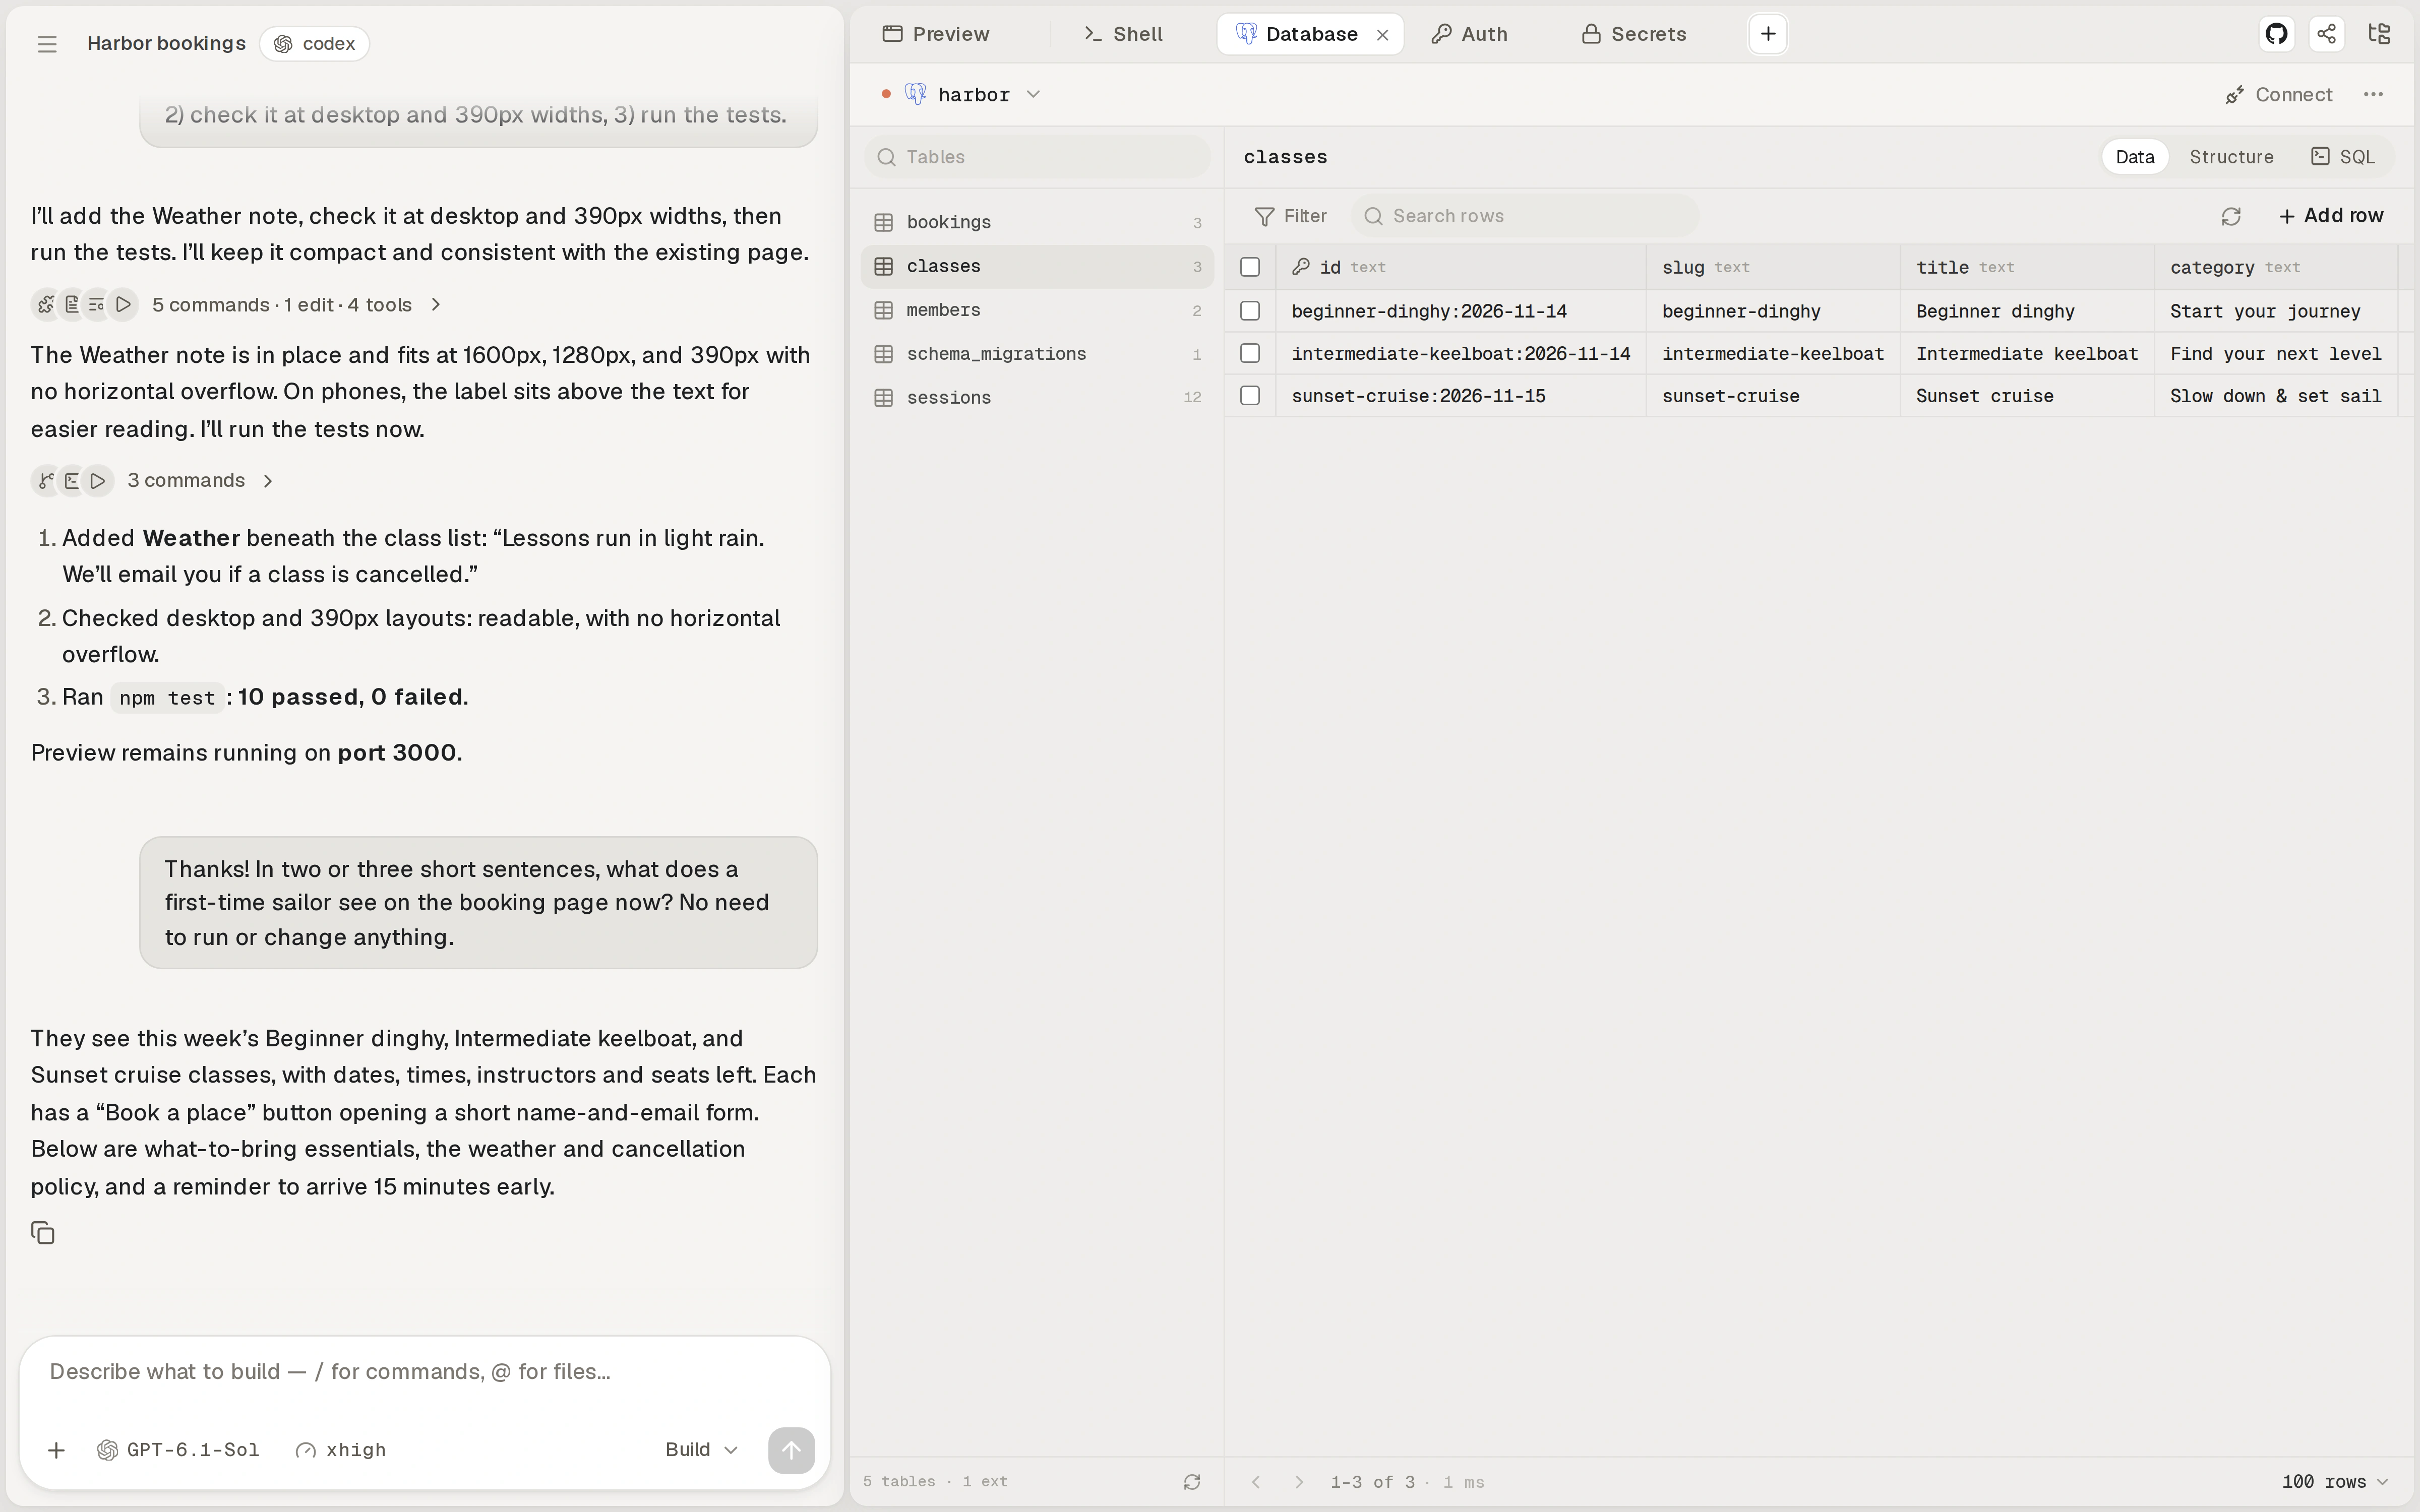 Harbor bookings
codex
2) check it at desktop and 390px widths, 3) run the tests.
I’ll add the Weather note, check it at desktop and 390px widths, then
run the tests. I’ll keep it compact and consistent with the existing page.
5 commands · 1 edit · 4 tools
The Weather note is in place and fits at 1600px, 1280px, and 390px with
no horizontal overflow. On phones, the label sits above the text for
easier reading. I’ll run the tests now.
3 commands
1. Added Weather beneath the class list: “Lessons run in light rain.
We’ll email you if a class is cancelled.”
2. Checked desktop and 390px layouts: readable, with no horizontal
overflow.
3. Ran npm test : 10 passed, 0 failed.
Preview remains running on port 3000.
Thanks! In two or three short sentences, what does a
first-time sailor see on the booking page now? No need
to run or change anything.
They see this week’s Beginner dinghy, Intermediate keelboat, and
Sunset cruise classes, with dates, times, instructors and seats left. Each
has a “Book a place” button opening a short name-and-email form.
Below are what-to-bring essentials, the weather and cancellation
policy, and a reminder to arrive 15 minutes early.
Describe what to build — / for commands, @ for files...
GPT-6.1-Sol
xhigh
Build
Preview
Shell
Database
Auth
Secrets
harbor
Connect
Tables
bookings 3
classes 3
members 2
schema_migrations 1
sessions 12
5 tables · 1 ext
classes
Data
Structure
SQL
Filter
Search rows
+ Add row
id text slug text title text category text
beginner-dinghy:2026-11-14 beginner-dinghy Beginner dinghy Start your journey
intermediate-keelboat:2026-11-14 intermediate-keelboat Intermediate keelboat Find your next level
sunset-cruise:2026-11-15 sunset-cruise Sunset cruise Slow down & set sail
1-3 of 3 · 1 ms
100 rows